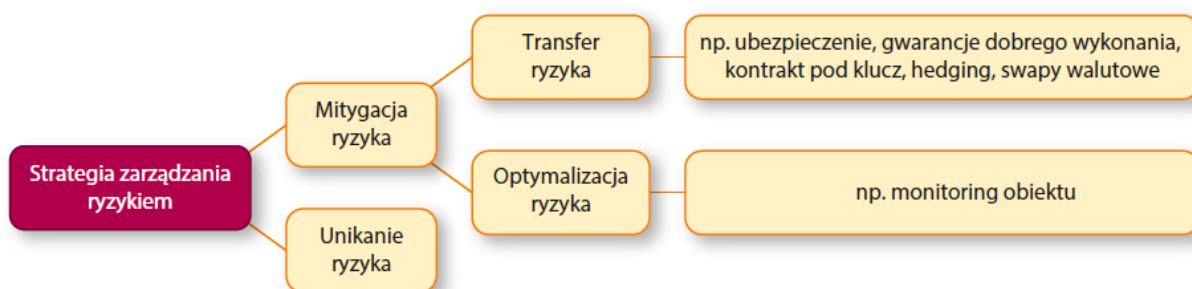 Strategia zarządzania
ryzykiem
Mitygacja
ryzyka
Transfer
ryzyka
np. ubezpieczenie, gwarancje dobrego wykonania,
kontrakt pod klucz, hedging, swapy walutowe
Optymalizacja
ryzyka
np. monitoring obiektu
Unikanie
ryzyka